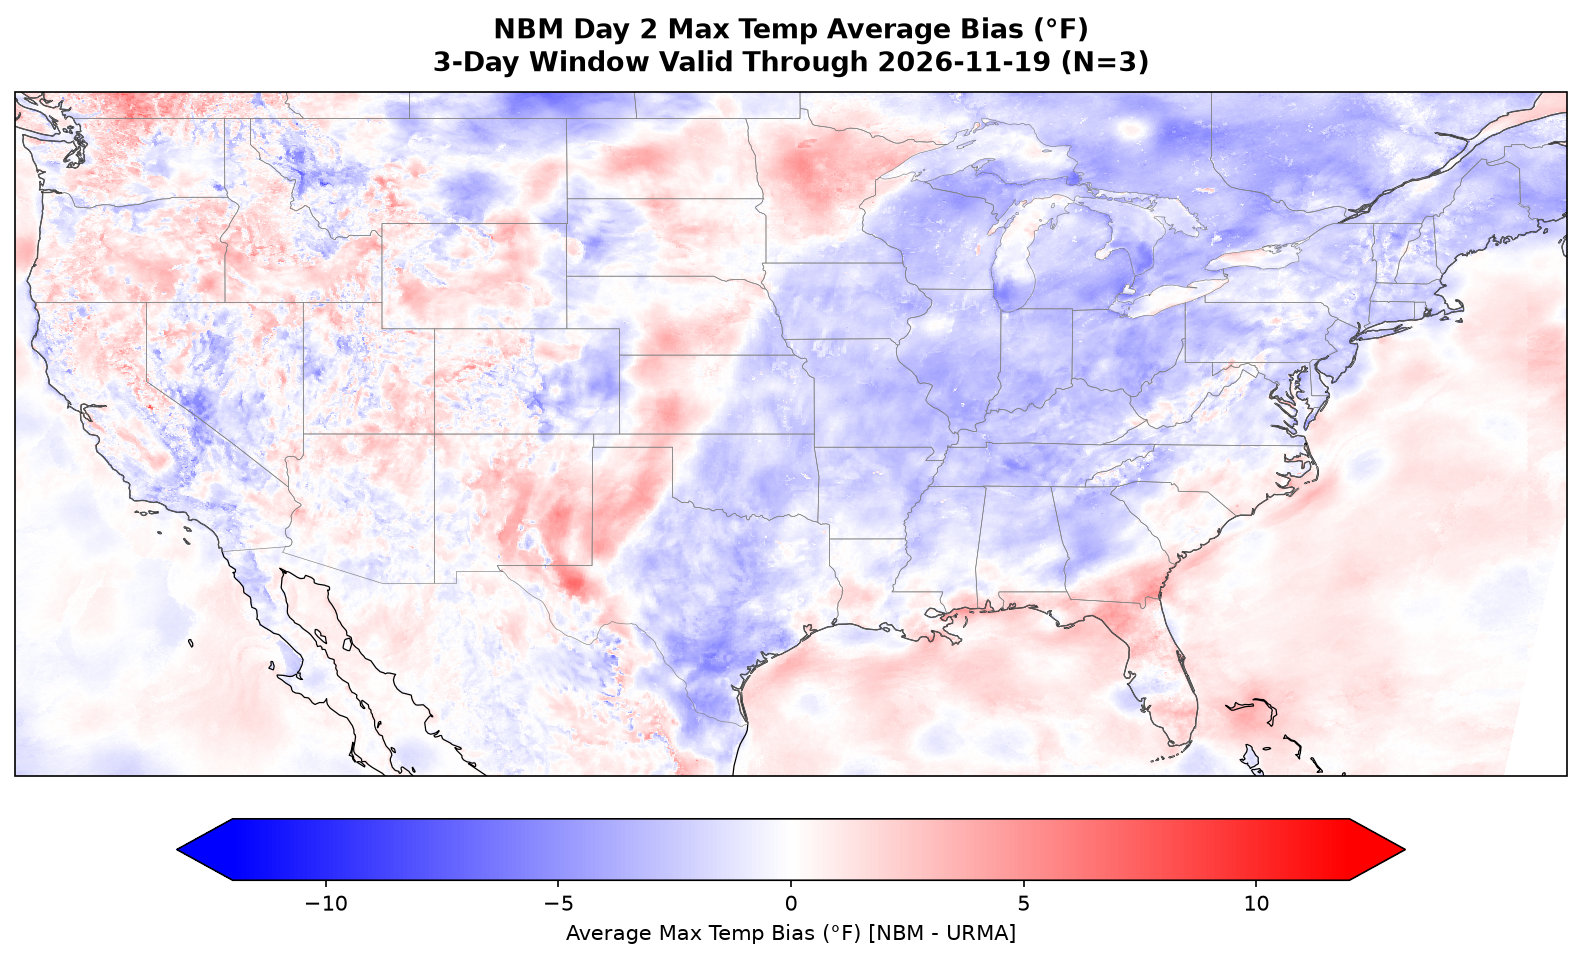 NBM Day 2 Max Temp Average Bias (°F)
3-Day Window Valid Through 2026-11-19 (N=3)
−10 −5 0 5 10
Average Max Temp Bias (°F) [NBM - URMA]